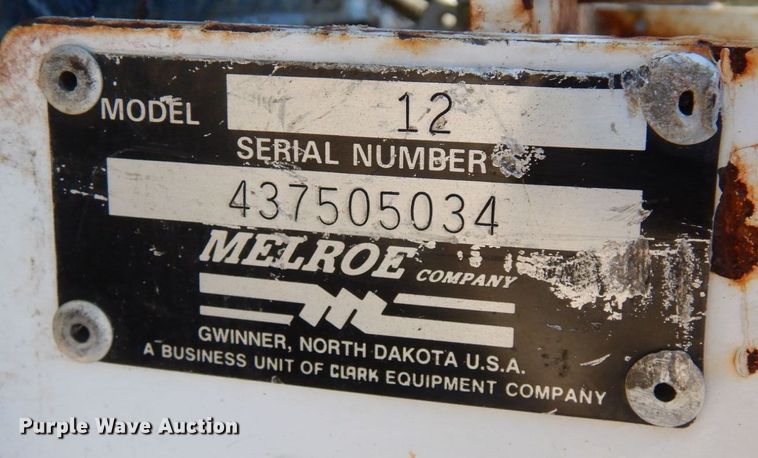 MODEL 12
SERIAL NUMBER
437505034
MELROE COMPANY
GWINNER, NORTH DAKOTA U.S.A.
A BUSINESS UNIT OF CLARK EQUIPMENT COMPANY
Purple Wave Auction